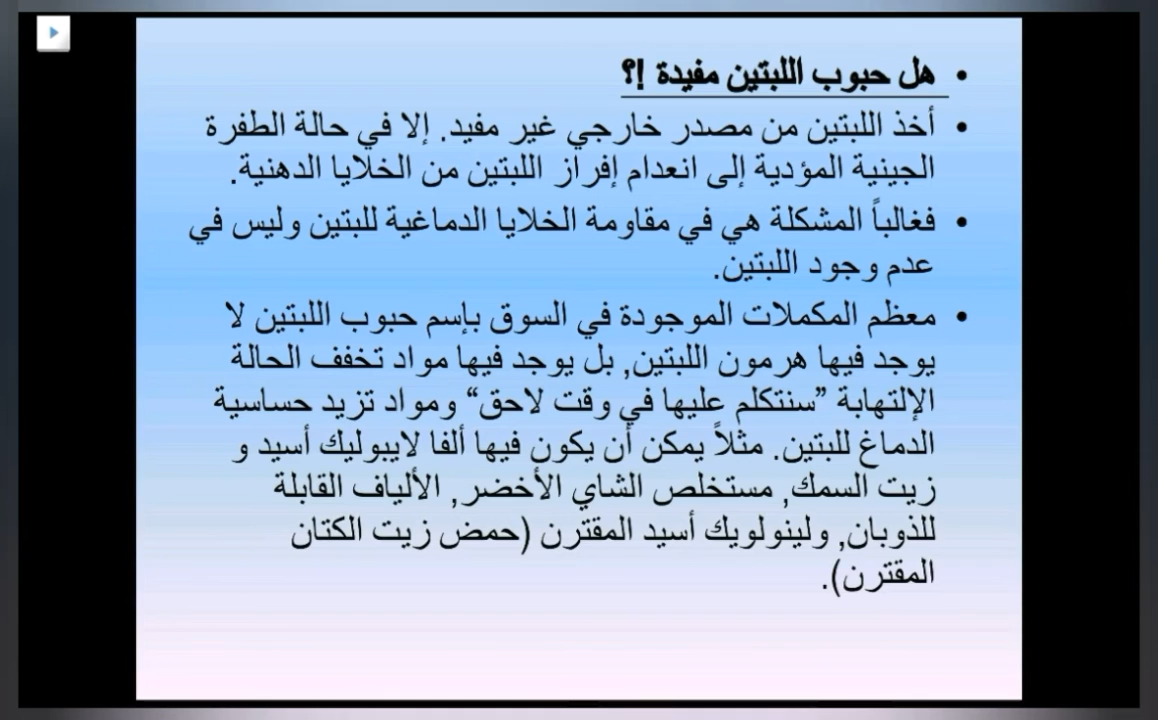 • هل حبوب اللبتين مفيدة !؟
• أخذ اللبتين من مصدر خارجي غير مفيد. إلا في حالة الطفرة
الجينية المؤدية إلى انعدام إفراز اللبتين من الخلايا الدهنية.
• فغالباً المشكلة هي في مقاومة الخلايا الدماغية للبتين وليس في
عدم وجود اللبتين.
• معظم المكملات الموجودة في السوق بإسم حبوب اللبتين لا
يوجد فيها هرمون اللبتين, بل يوجد فيها مواد تخفف الحالة
الإلتهابة ”سنتكلم عليها في وقت لاحق“ ومواد تزيد حساسية
الدماغ للبتين. مثلاً يمكن أن يكون فيها ألفا لايبوليك أسيد و
زيت السمك, مستخلص الشاي الأخضر, الألياف القابلة
للذوبان, ولينولويك أسيد المقترن (حمض زيت الكتان
المقترن).